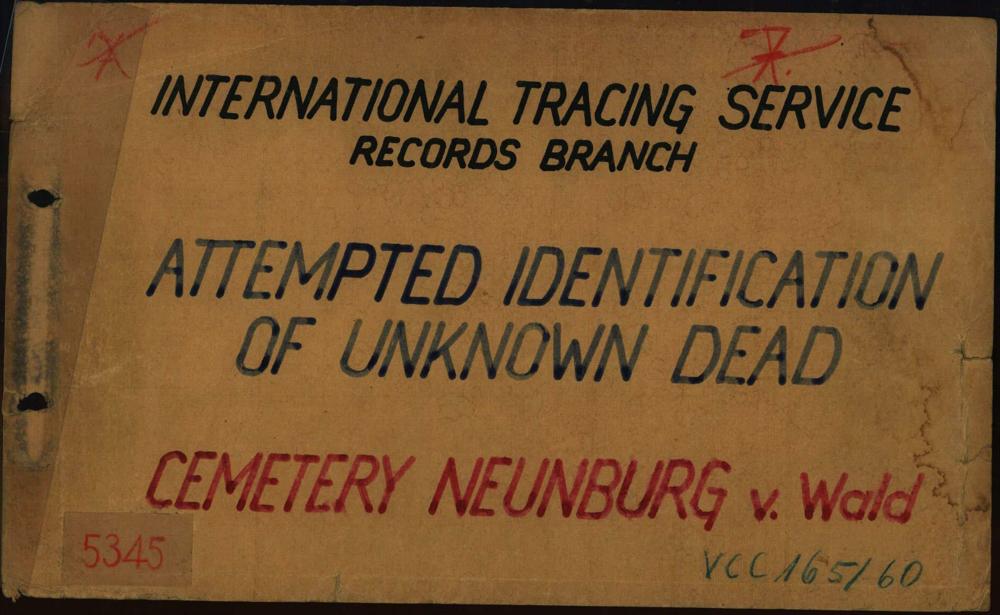 INTERNATIONAL TRACING SERVICE
RECORDS BRANCH
ATTEMPTED IDENTIFICATION
OF UNKNOWN DEAD
CEMETERY NEUNBURG v. Wald
5345
VCC 165/60